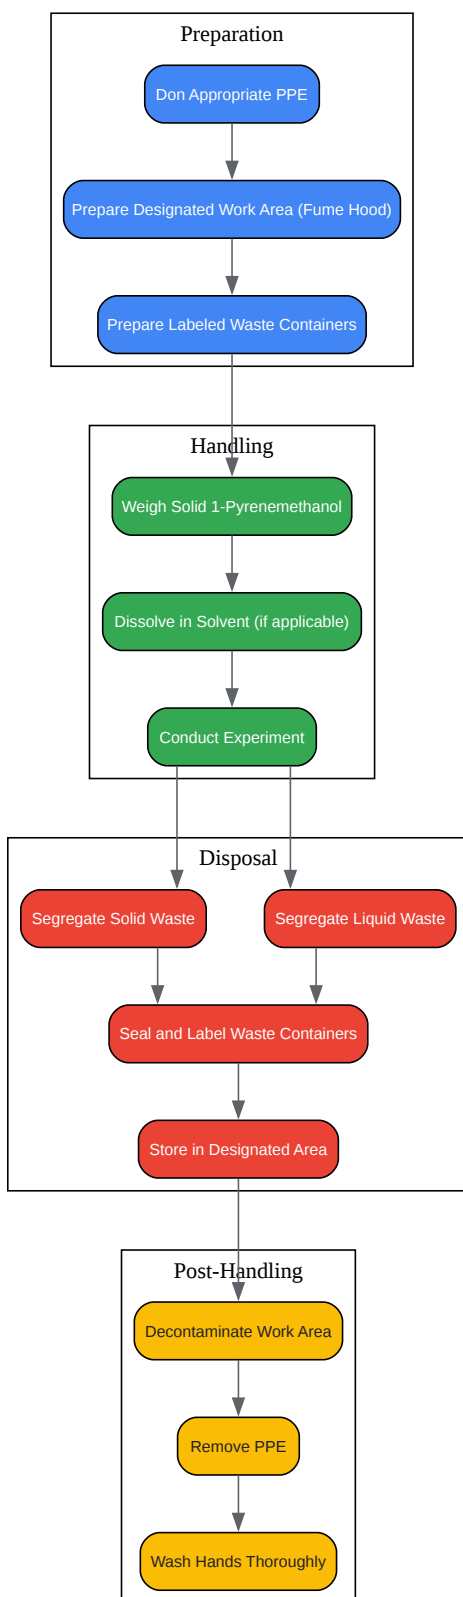 Preparation
Don Appropriate PPE
Prepare Designated Work Area (Fume Hood)
Prepare Labeled Waste Containers
Handling
Weigh Solid 1-Pyrenemethanol
Dissolve in Solvent (if applicable)
Conduct Experiment
Disposal
Segregate Solid Waste
Segregate Liquid Waste
Seal and Label Waste Containers
Store in Designated Area
Post-Handling
Decontaminate Work Area
Remove PPE
Wash Hands Thoroughly